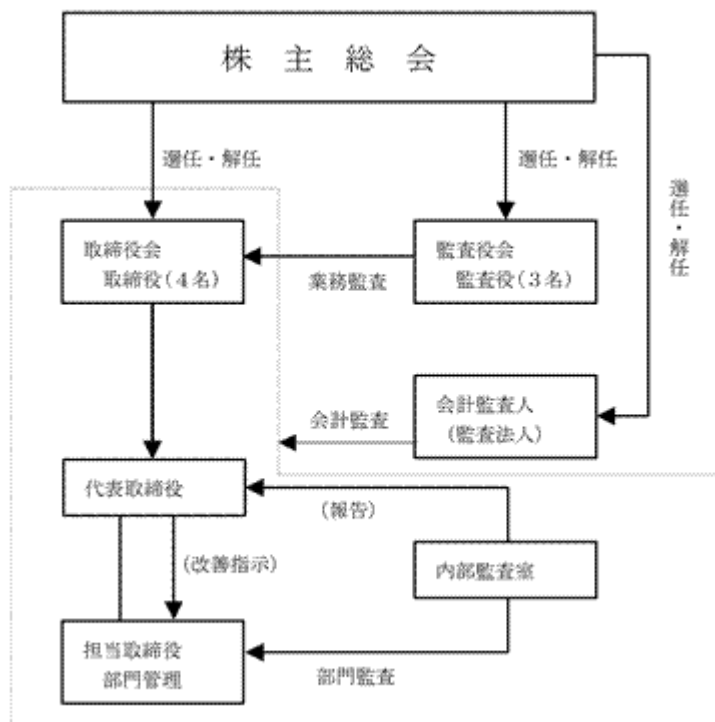 株主総会
選任・解任
選任・解任
選任・解任
取締役会
取締役(4名)
監査役会
監査役(3名)
業務監査
会計監査人
(監査法人)
会計監査
代表取締役
(報告)
(改善指示)
内部監査室
担当取締役
部門管理
部門監査